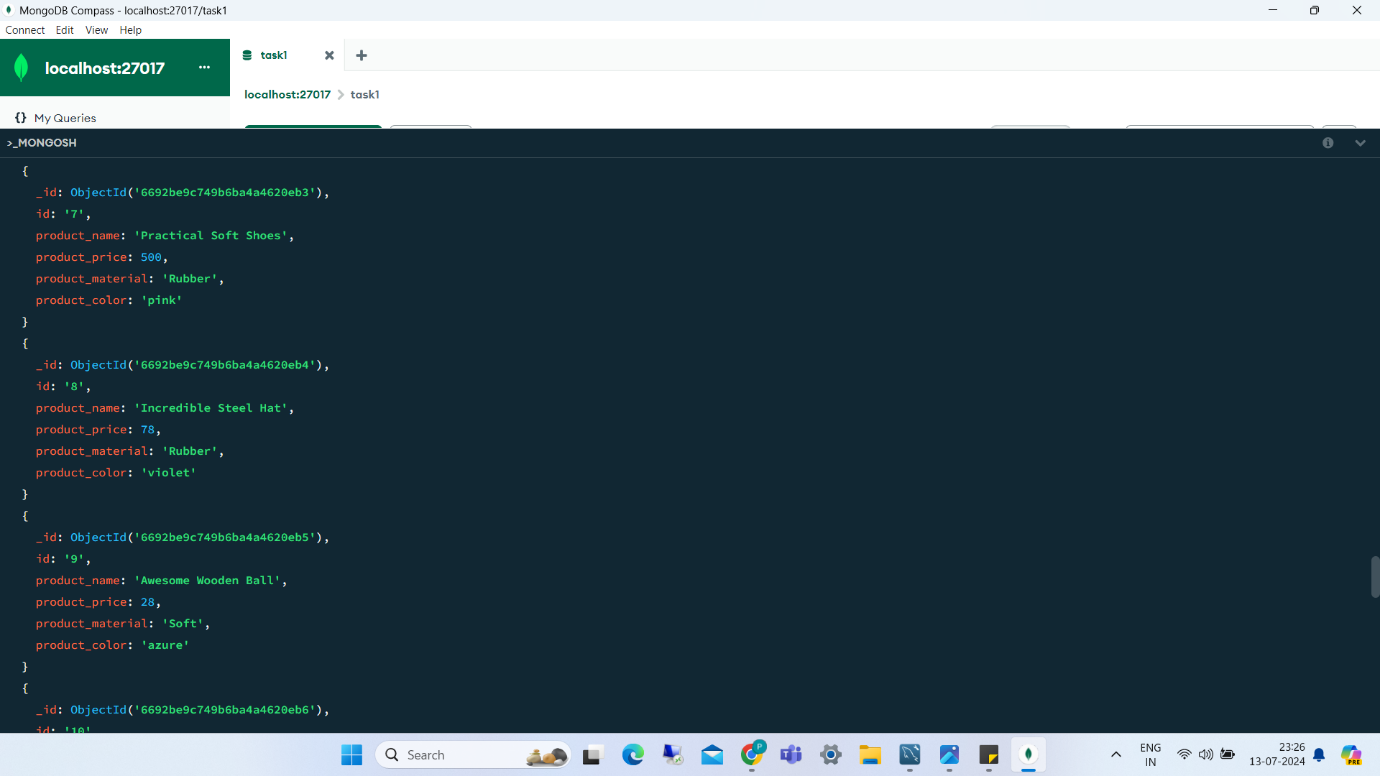 MongoDB Compass - localhost:27017/task1
Connect Edit View Help
localhost:27017 ...
task1
localhost:27017 > task1
{} My Queries
>_MONGOSH
{
_id: ObjectId('6692be9c749b6ba4a4620eb3'),
id: '7',
product_name: 'Practical Soft Shoes',
product_price: 500,
product_material: 'Rubber',
product_color: 'pink'
}
{
_id: ObjectId('6692be9c749b6ba4a4620eb4'),
id: '8',
product_name: 'Incredible Steel Hat',
product_price: 78,
product_material: 'Rubber',
product_color: 'violet'
}
{
_id: ObjectId('6692be9c749b6ba4a4620eb5'),
id: '9',
product_name: 'Awesome Wooden Ball',
product_price: 28,
product_material: 'Soft',
product_color: 'azure'
}
{
_id: ObjectId('6692be9c749b6ba4a4620eb6'),
id: '10'
Search
ENG
IN
23:26
13-07-2024
P
PRE